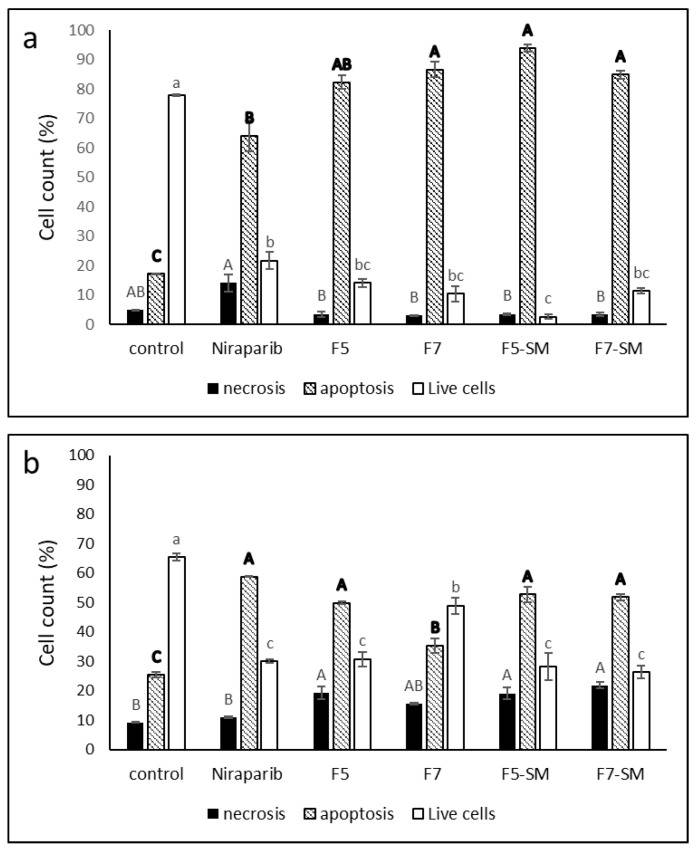 a
Cell count (%)
100
90
80
70
60
50
40
30
20
10
0
AB
C
a
A
B
b
B
AB
bc
B
A
bc
B
A
c
B
A
bc
control
Niraparib
F5
F7
F5-SM
F7-SM
necrosis apoptosis Live cells
b
Cell count (%)
100
90
80
70
60
50
40
30
20
10
0
B
C
a
B
A
c
A
A
c
AB
B
b
A
A
c
A
A
c
control
Niraparib
F5
F7
F5-SM
F7-SM
necrosis apoptosis Live cells